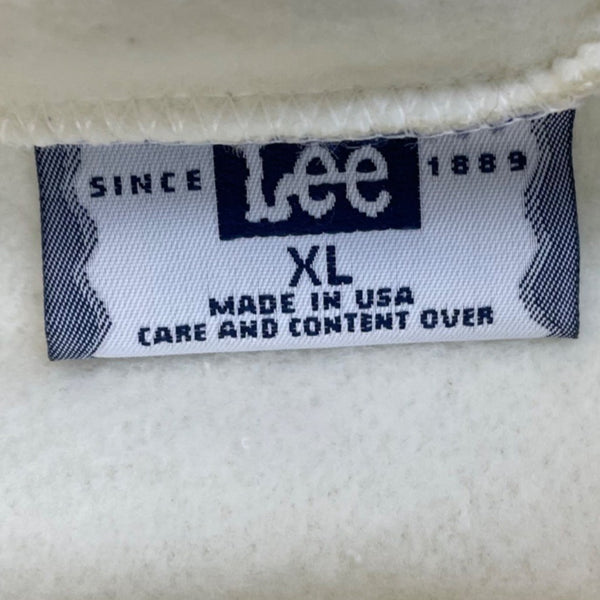 SINCE Lee 1889
XL
MADE IN USA
CARE AND CONTENT OVER